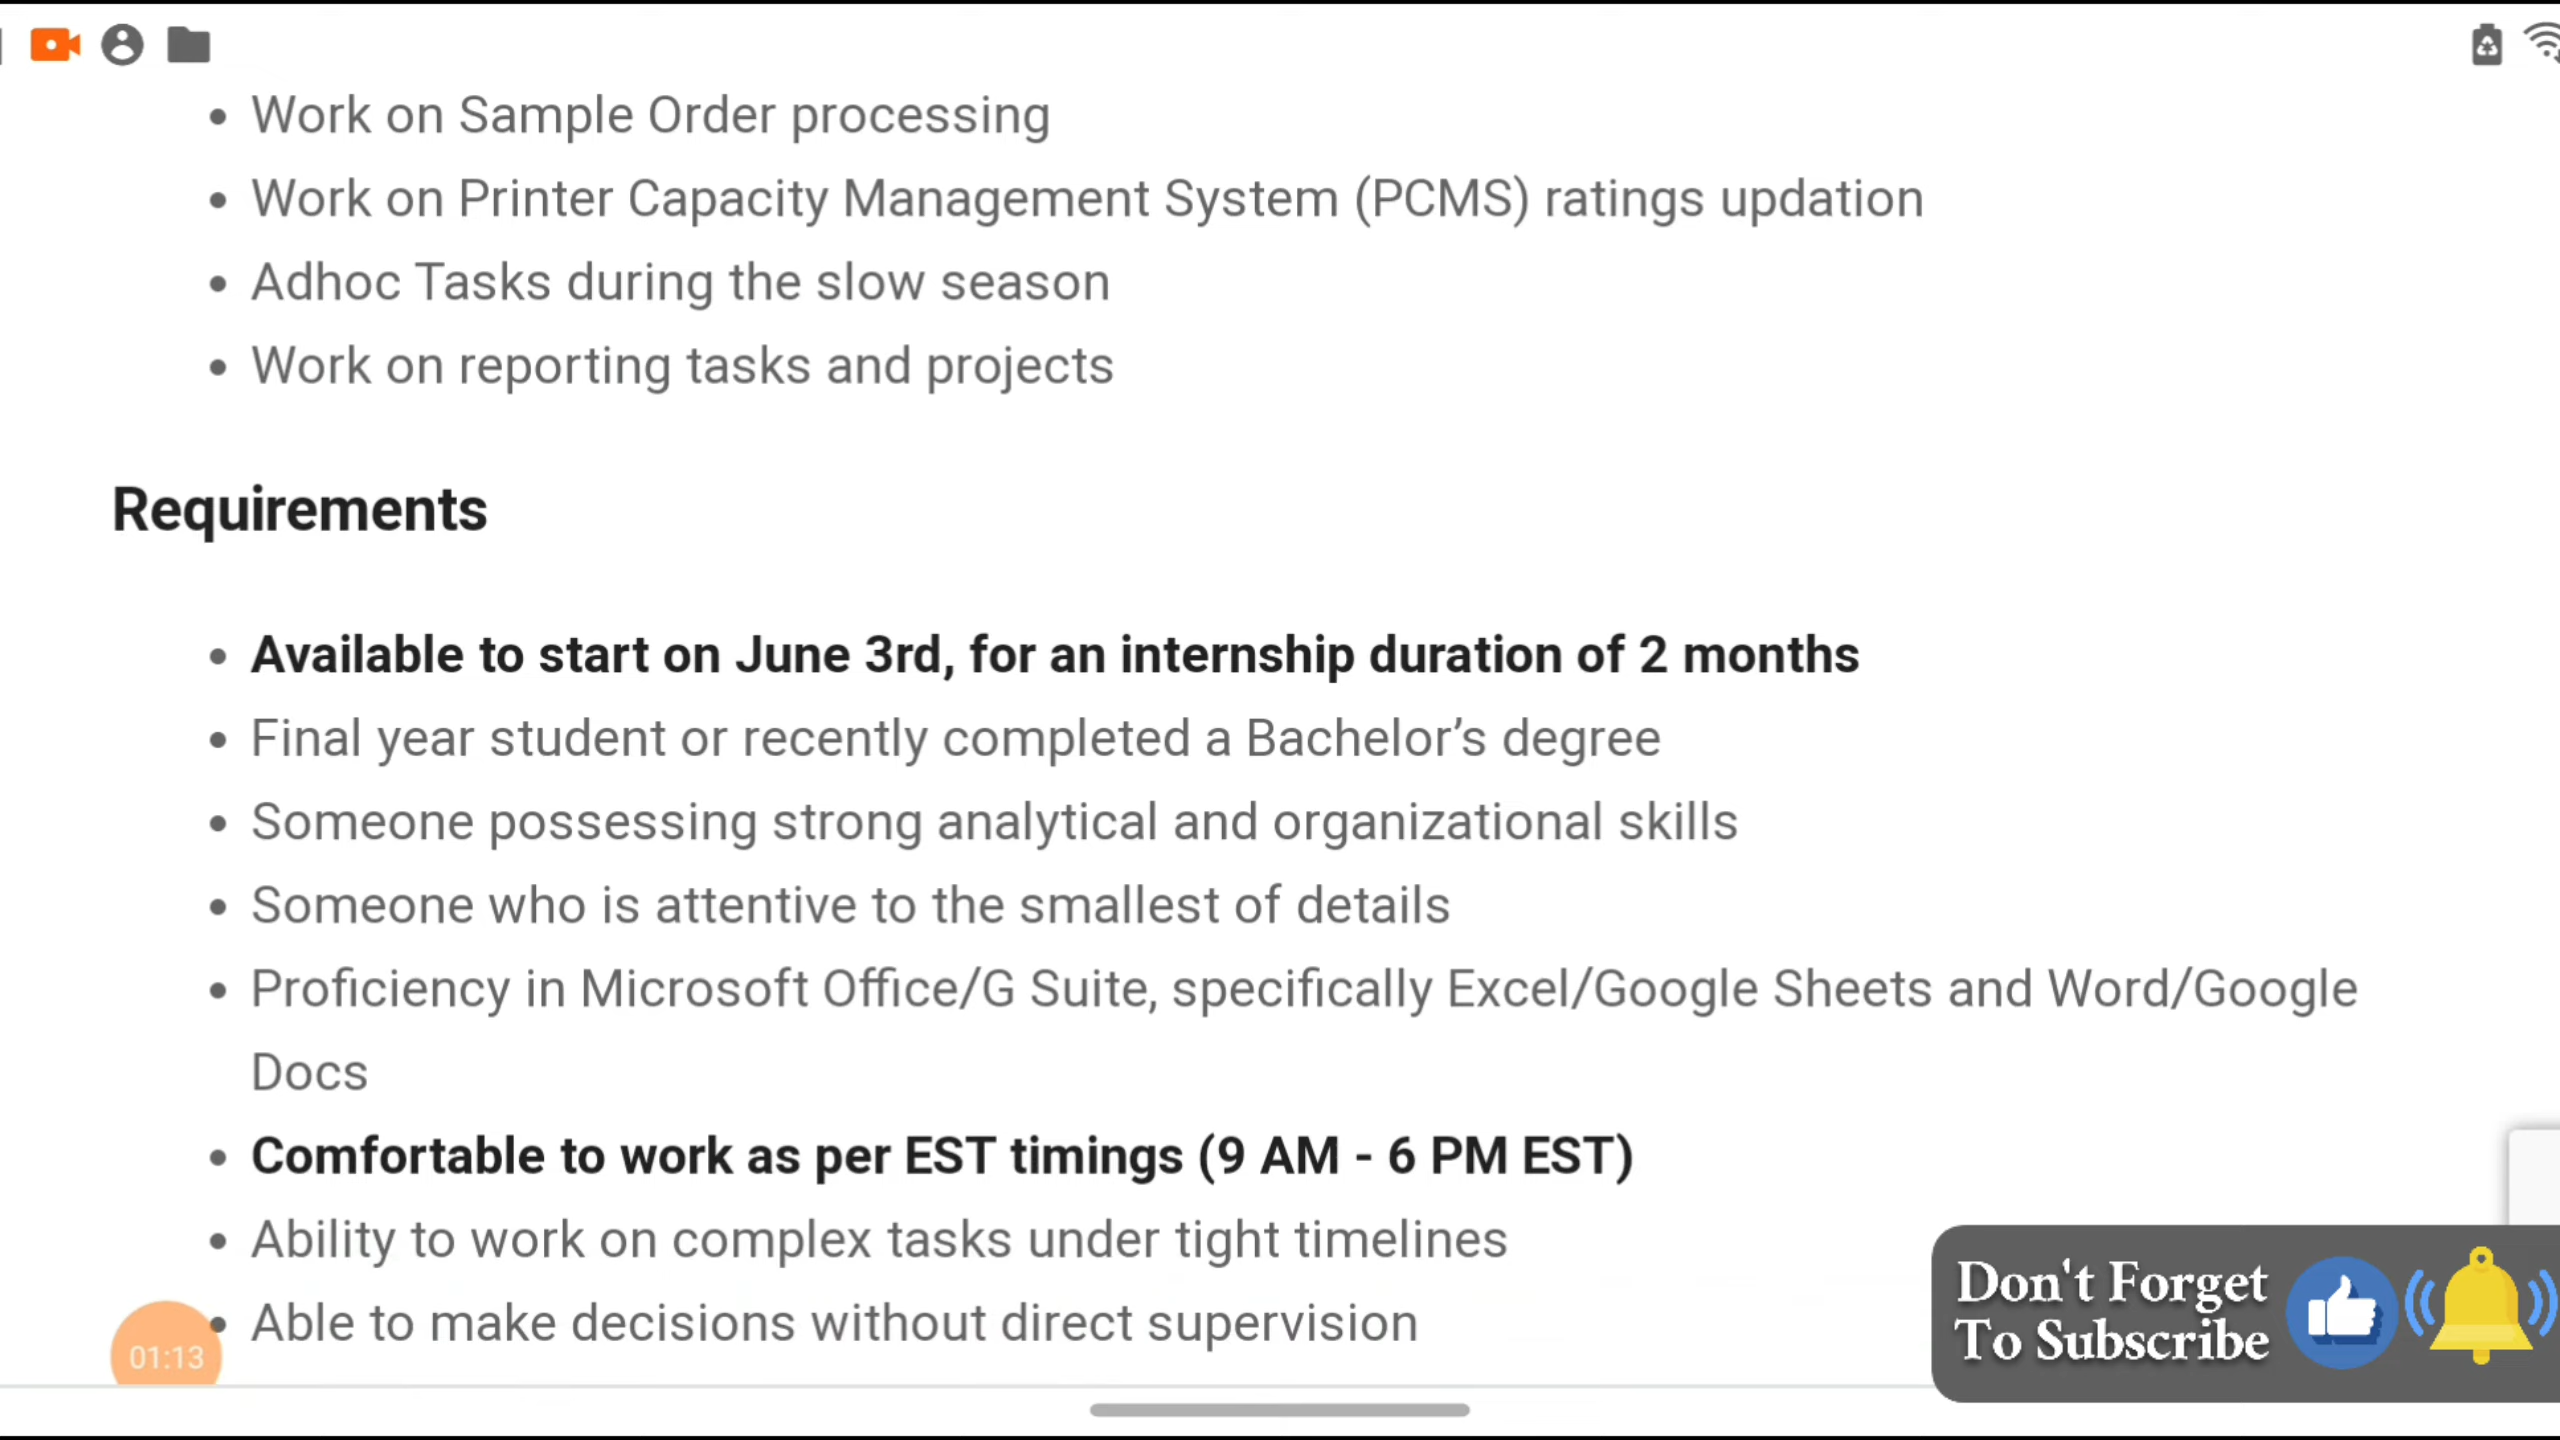 • Work on Sample Order processing
• Work on Printer Capacity Management System (PCMS) ratings updation
• Adhoc Tasks during the slow season
• Work on reporting tasks and projects
Requirements
• Available to start on June 3rd, for an internship duration of 2 months
• Final year student or recently completed a Bachelor’s degree
• Someone possessing strong analytical and organizational skills
• Someone who is attentive to the smallest of details
• Proficiency in Microsoft Office/G Suite, specifically Excel/Google Sheets and Word/Google
Docs
• Comfortable to work as per EST timings (9 AM - 6 PM EST)
• Ability to work on complex tasks under tight timelines
• Able to make decisions without direct supervision
01:13
Don't Forget
To Subscribe